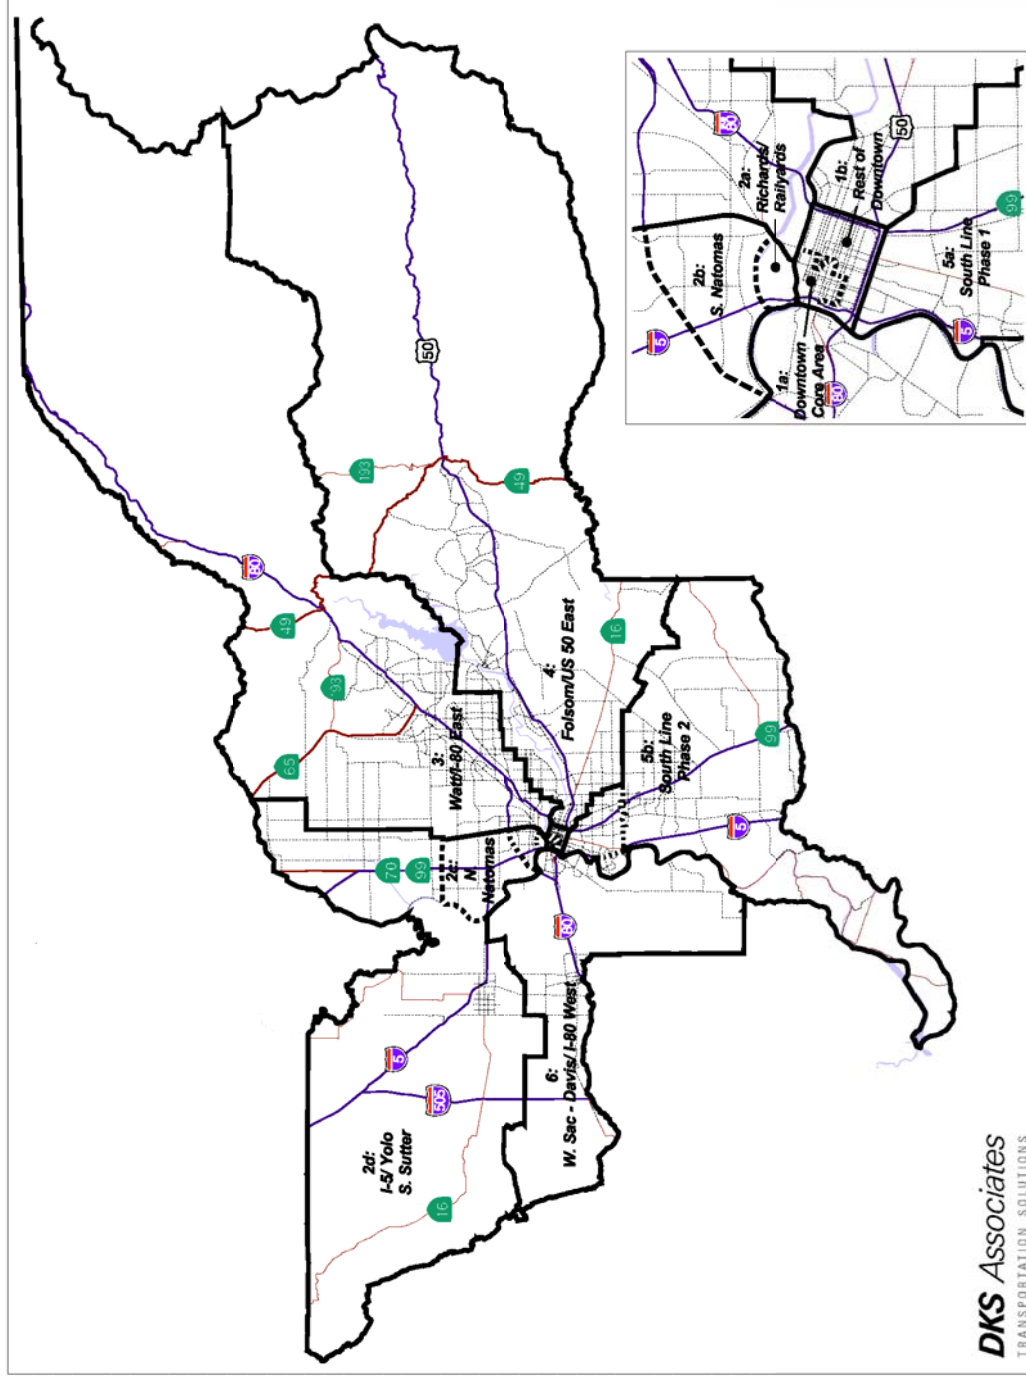 2d:
I-5/ Yolo
S. Sutter
16
505
5
6:
W. Sac - Davis/ I-80 West
80
2c:
N
Natomas
70
99
65
3:
Watt/I-80 East
193
49
80
4:
Folsom/US 50 East
16
5b:
South Line
Phase 2
99
5
193
49
50
2a:
Richards/
Railyards
2b:
S. Natomas
1a:
Downtown
Core Area
1b:
Rest of
Downtown
5a:
South Line
Phase 1
5
80
80
50
99
5
DKS Associates
TRANSPORTATION SOLUTIONS